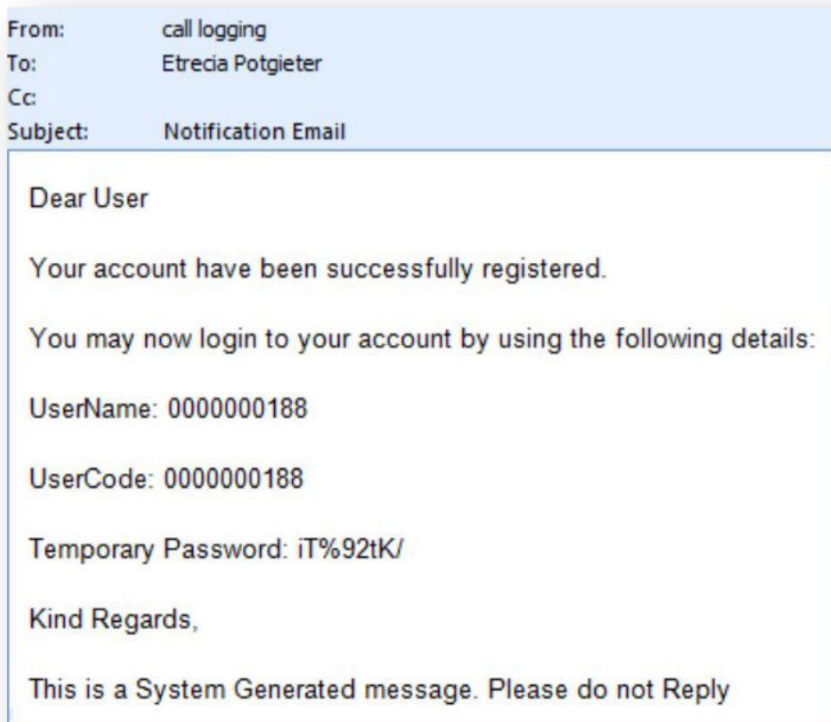 From: call logging
To: Etrecia Potgieter
Cc:
Subject: Notification Email
Dear User
Your account have been successfully registered.
You may now login to your account by using the following details:
UserName: 0000000188
UserCode: 0000000188
Temporary Password: iT%92tK/
Kind Regards,
This is a System Generated message. Please do not Reply